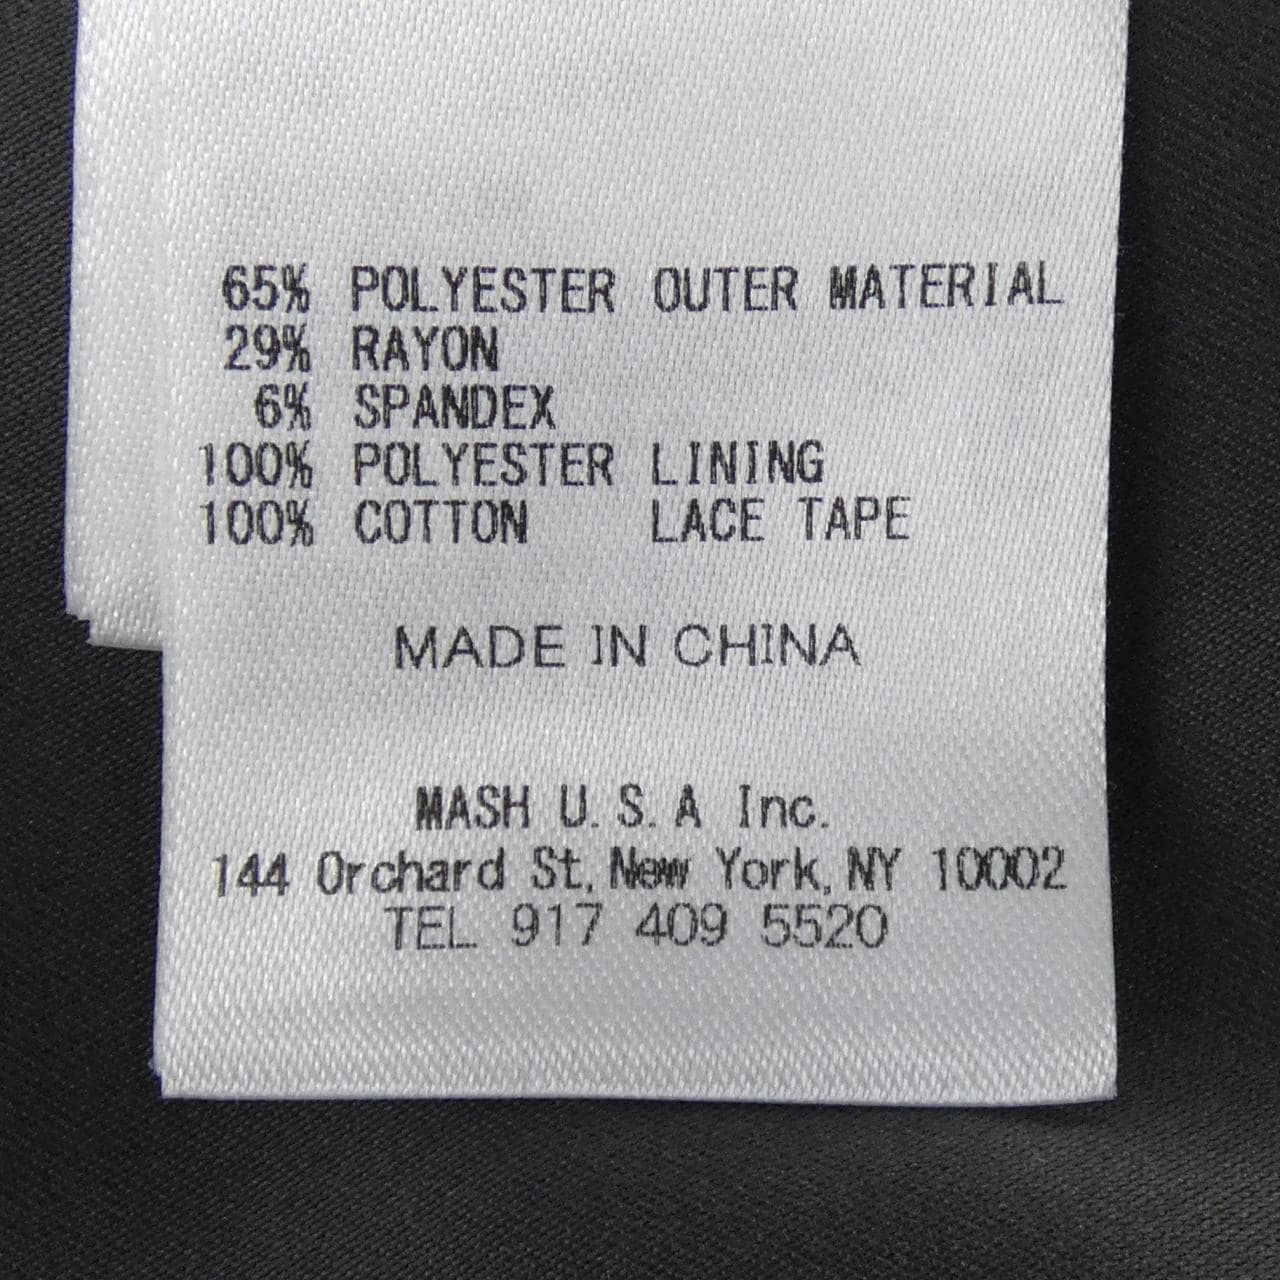 65% POLYESTER OUTER MATERIAL
29% RAYON
6% SPANDEX
100% POLYESTER LINING
100% COTTON LACE TAPE
MADE IN CHINA
MASH U.S.A Inc.
144 Orchard St, New York, NY 10002
TEL 917 409 5520